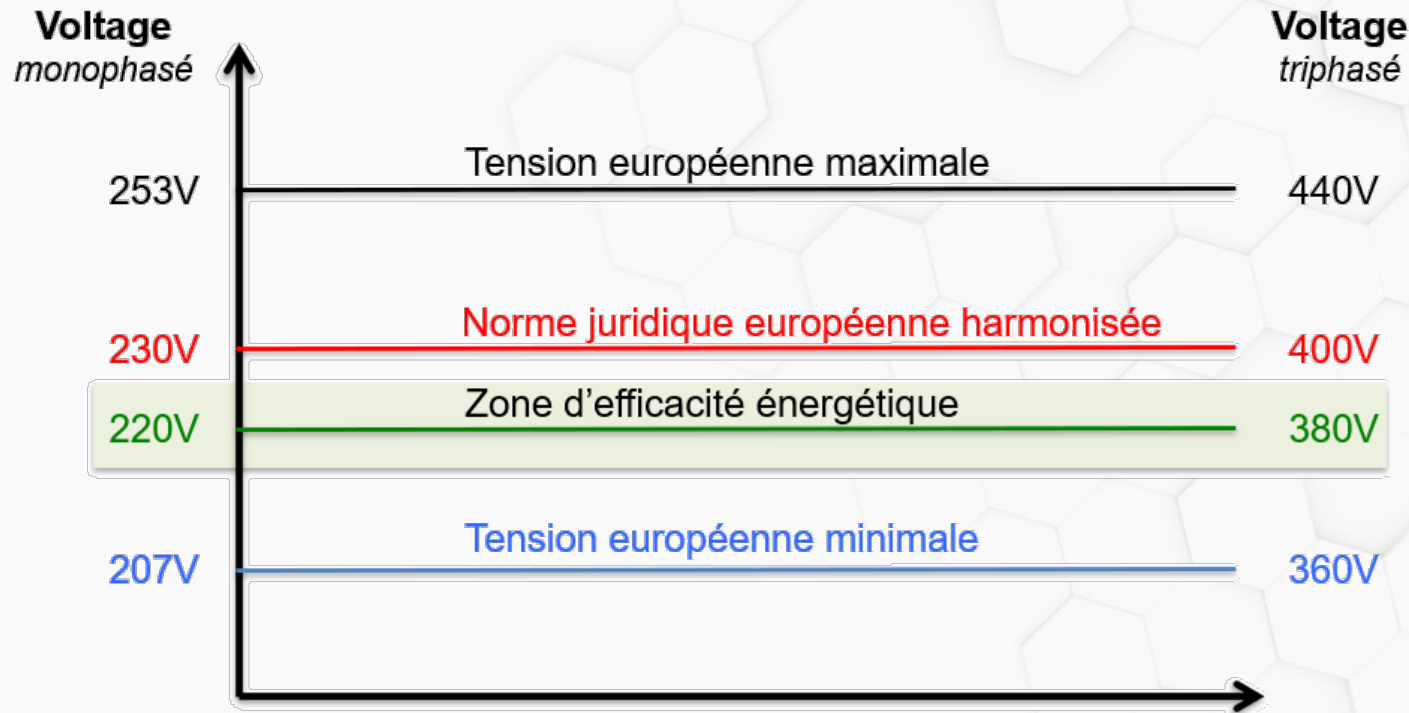 Voltage
monophasé
Voltage
triphasé
Tension européenne maximale
253V
440V
Norme juridique européenne harmonisée
230V
400V
Zone d'efficacité énergétique
220V
380V
Tension européenne minimale
207V
360V